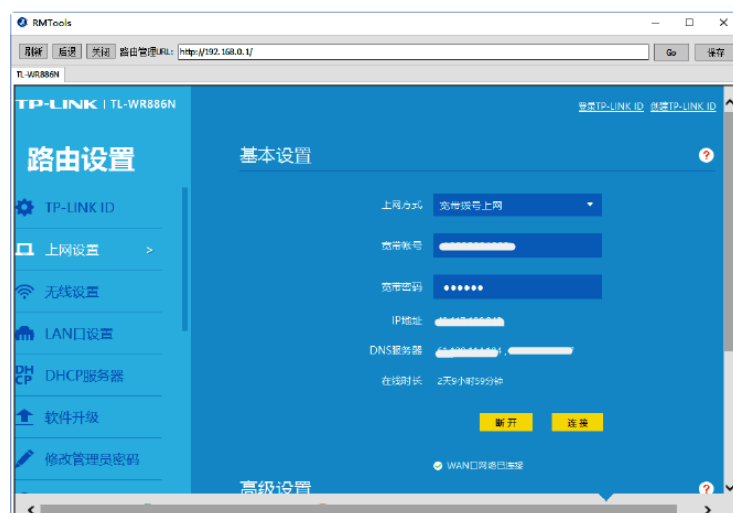 RMTools
刷新 后退 关闭 路由管理URL: http://192.168.0.1/ Go 保存
TL-WR886N
TP-LINK | TL-WR886N 登录TP-LINK ID 创建TP-LINK ID
路由设置
基本设置
TP-LINK ID
上网设置 >
无线设置
LAN口设置
DHCP DHCP服务器
软件升级
修改管理员密码
上网方式 宽带拨号上网
宽带帐号
宽带密码 ••••••
IP地址
DNS服务器
在线时长 2天9小时59分钟
断开 连接
WAN口网络已连接
高级设置